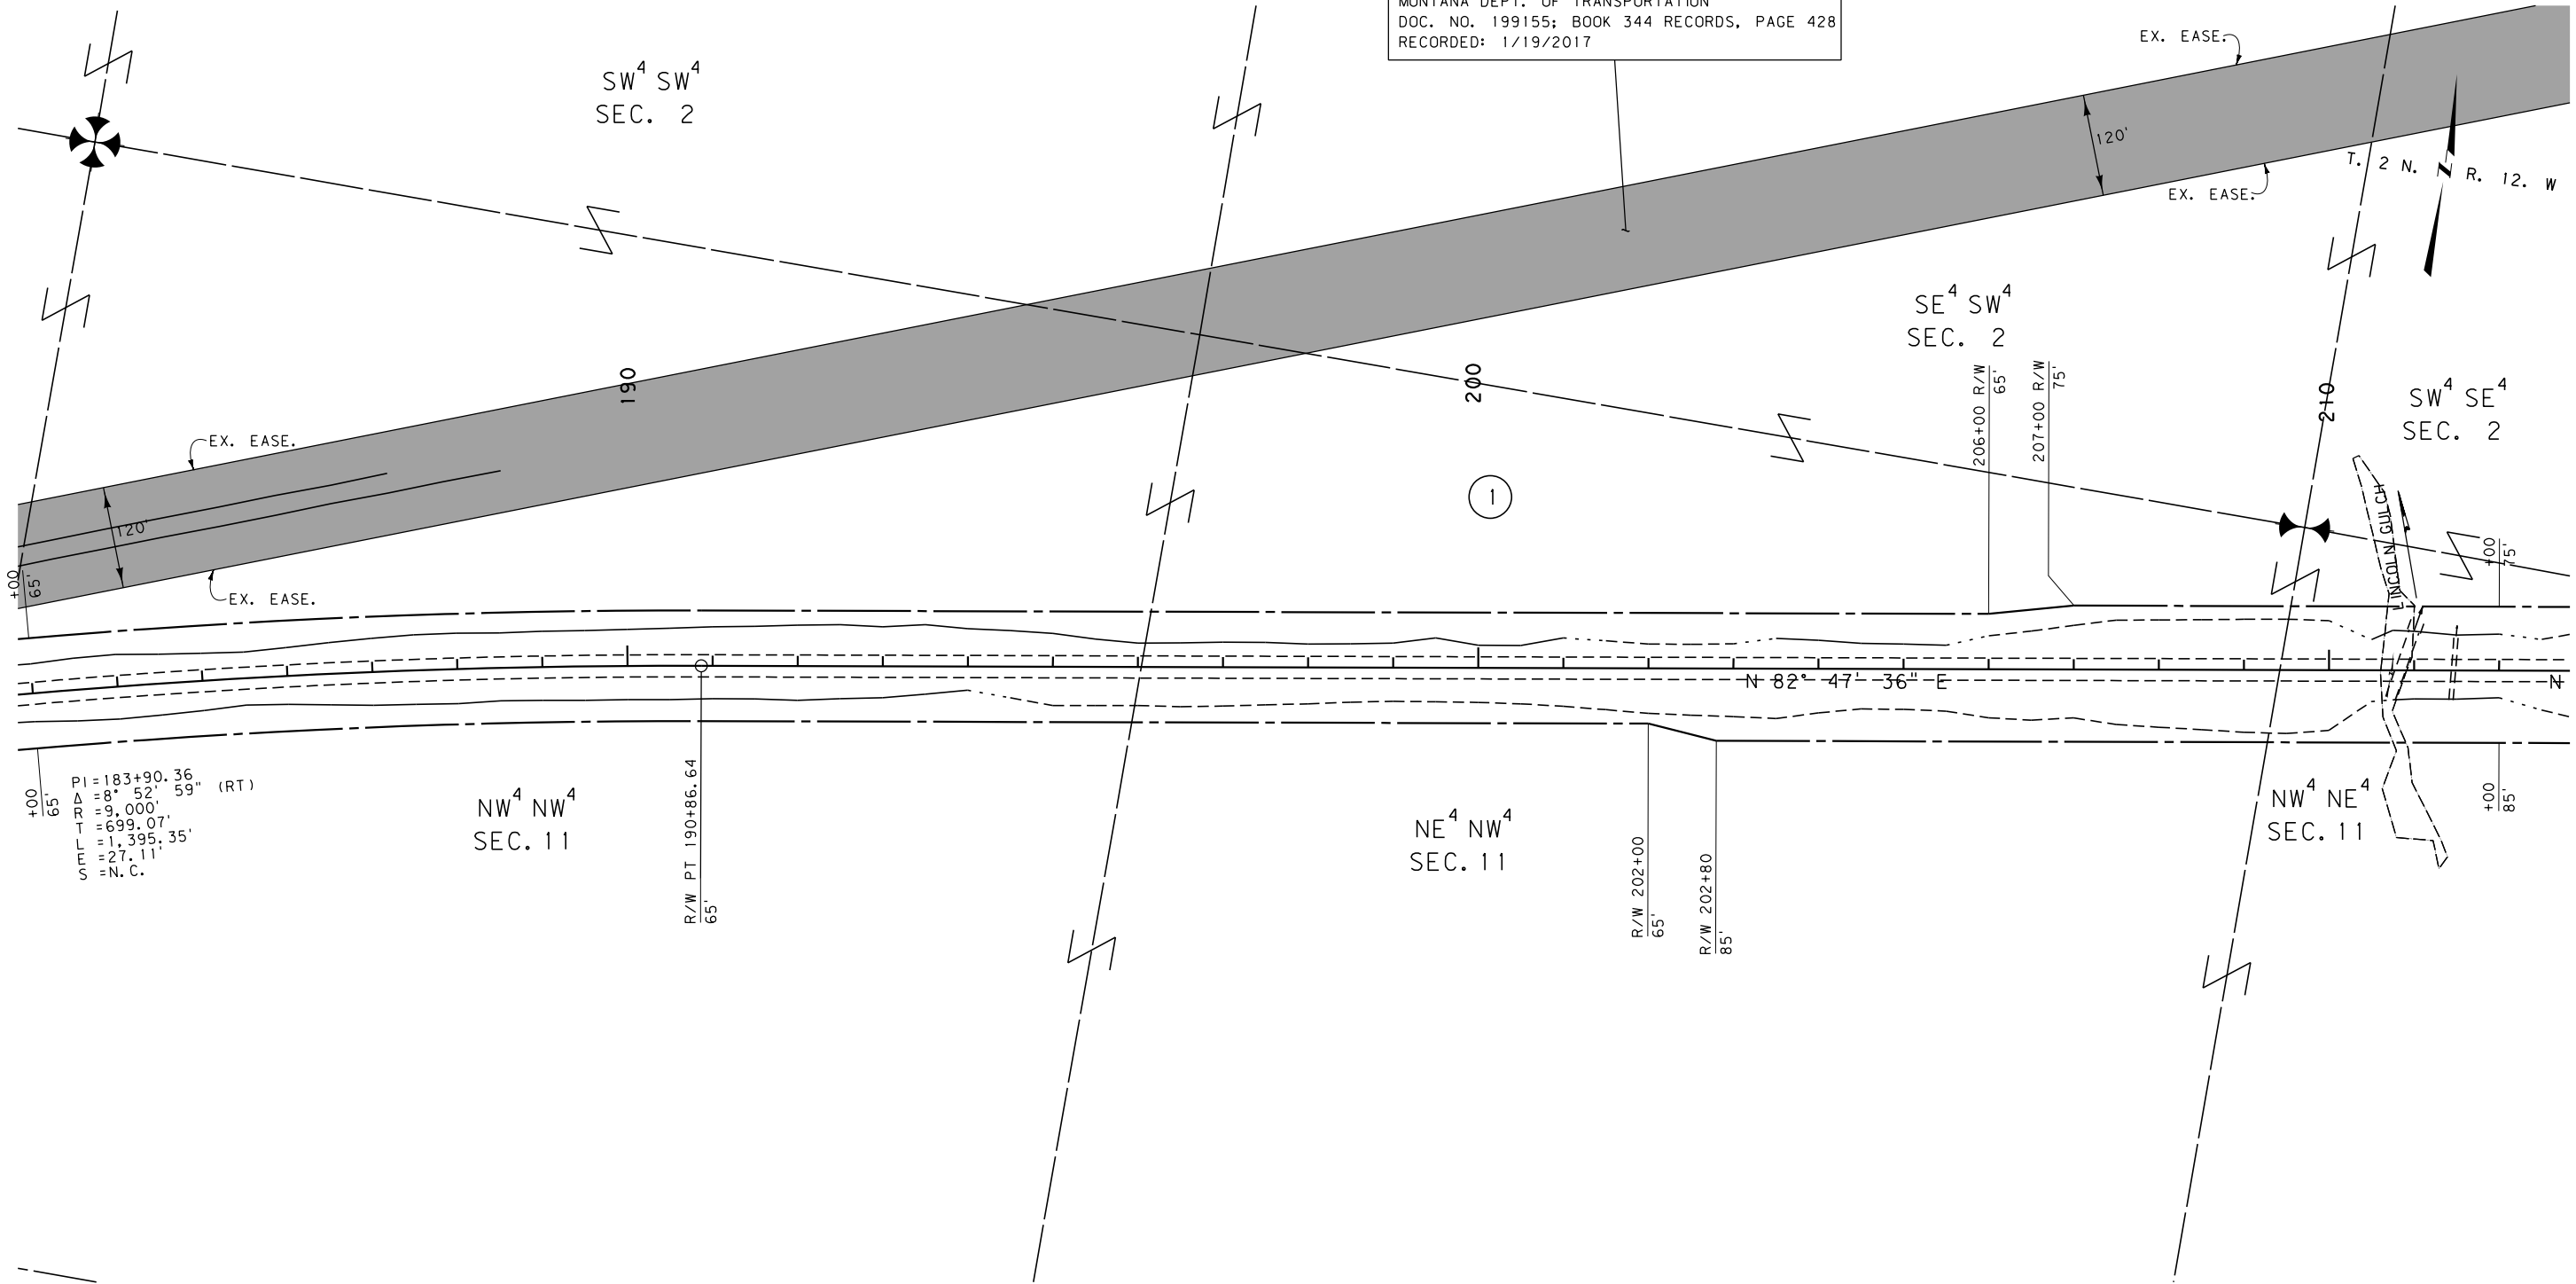 MONTANA DEPT. OF TRANSPORTATION
DOC. NO. 199155; BOOK 344 RECORDS, PAGE 428
RECORDED: 1/19/2017
EX. EASE.
SW⁴ SW⁴
SEC. 2
120'
T. 2 N. R. 12. W
EX. EASE.
SE⁴ SW⁴
SEC. 2
190
200
206+00 R/W
65'
207+00 R/W
75'
210
SW⁴ SE⁴
SEC. 2
EX. EASE.
1
120'
LINCOLN GULCH
+00
75'
+00
65'
EX. EASE.
N 82° 47' 36" E
N
+00
65'
PI=183+90.36
Δ =8° 52' 59" (RT)
R =9,000'
T =699.07'
L =1,395.35'
E =27.11'
S =N.C.
NW⁴ NW⁴
SEC. 11
R/W PT 190+86.64
65'
NE⁴ NW⁴
SEC. 11
R/W 202+00
65'
R/W 202+80
85'
NW⁴ NE⁴
SEC. 11
+00
85'